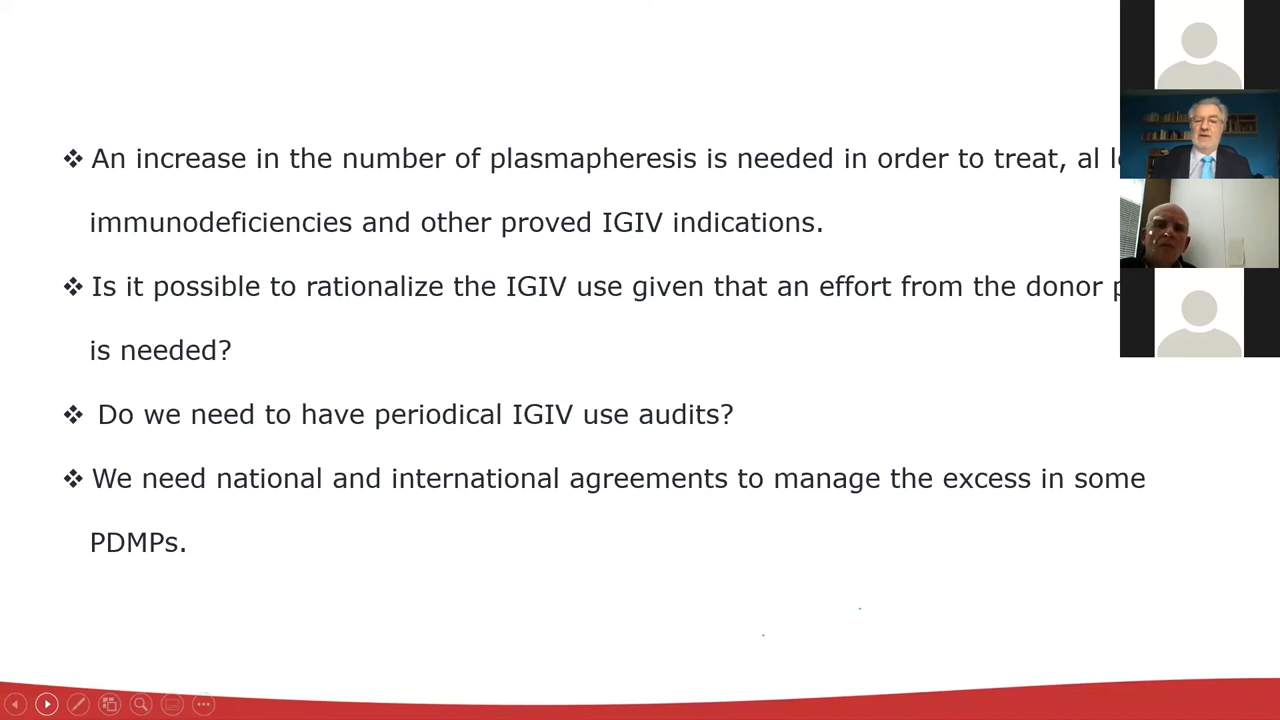 ❖ An increase in the number of plasmapheresis is needed in order to treat, al
immunodeficiencies and other proved IGIV indications.
❖ Is it possible to rationalize the IGIV use given that an effort from the donor
is needed?
❖ Do we need to have periodical IGIV use audits?
❖ We need national and international agreements to manage the excess in some
PDMPs.